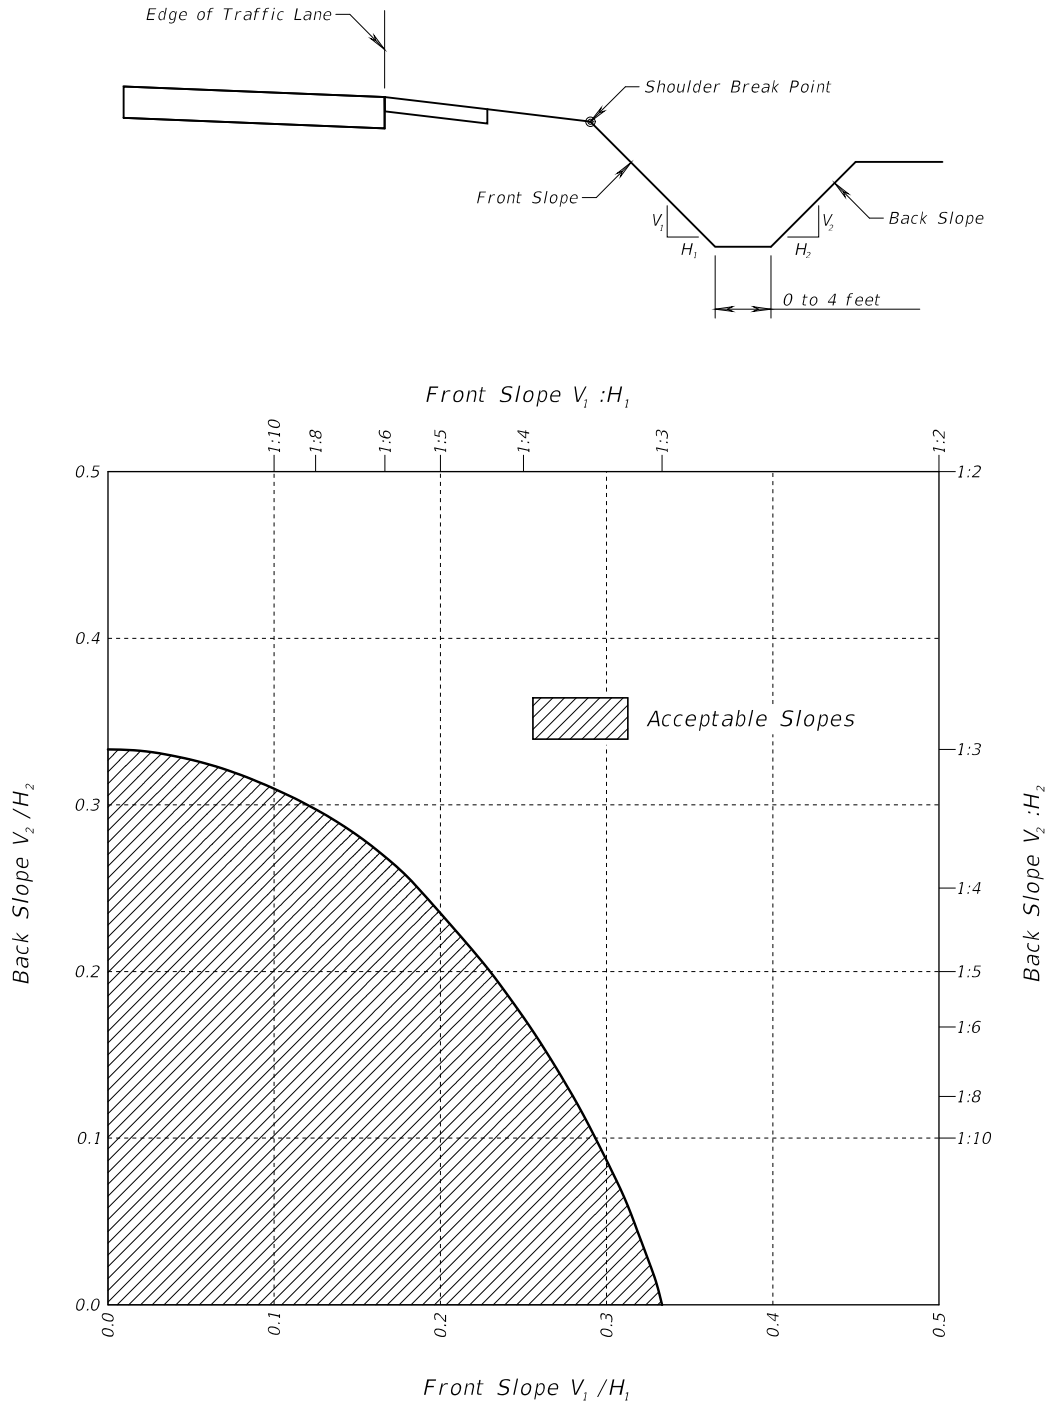 Edge of Traffic Lane
Shoulder Break Point
Front Slope
V₁
H₁
V₂
H₂
Back Slope
0 to 4 feet
Front Slope V₁ :H₁
1:10
1:8
1:6
1:5
1:4
1:3
1:2
0.5
0.4
0.3
0.2
0.1
0.0
Back Slope V₂ /H₂
Acceptable Slopes
1:2
1:3
1:4
1:5
1:6
1:8
1:10
Back Slope V₂ :H₂
0.0
0.1
0.2
0.3
0.4
0.5
Front Slope V₁ /H₁